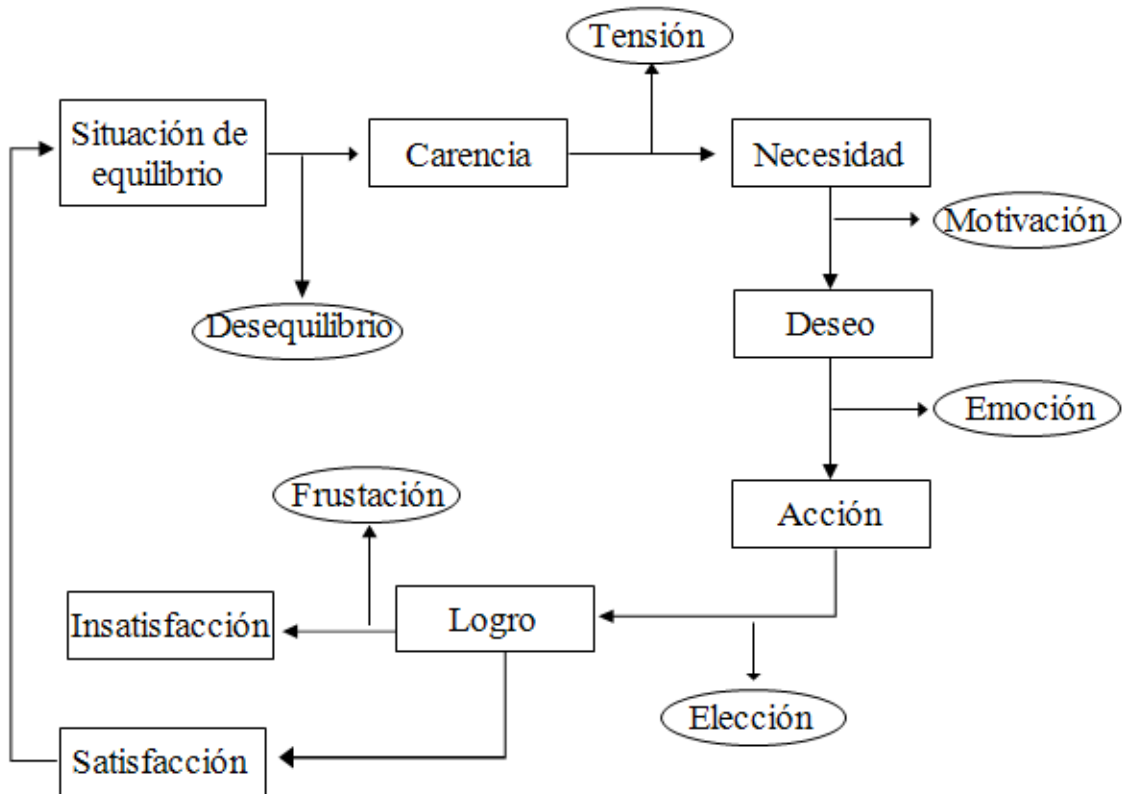 Tensión
Situación de
equilibrio
Carencia
Necesidad
Motivación
Desequilibrio
Deseo
Emoción
Frustación
Acción
Insatisfacción
Logro
Elección
Satisfacción